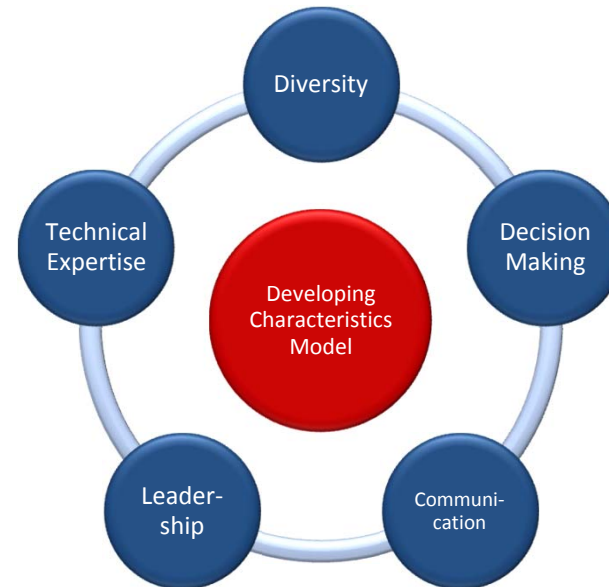 Diversity
Technical
Expertise
Decision
Making
Developing
Characteristics
Model
Leader-
ship
Communi-
cation